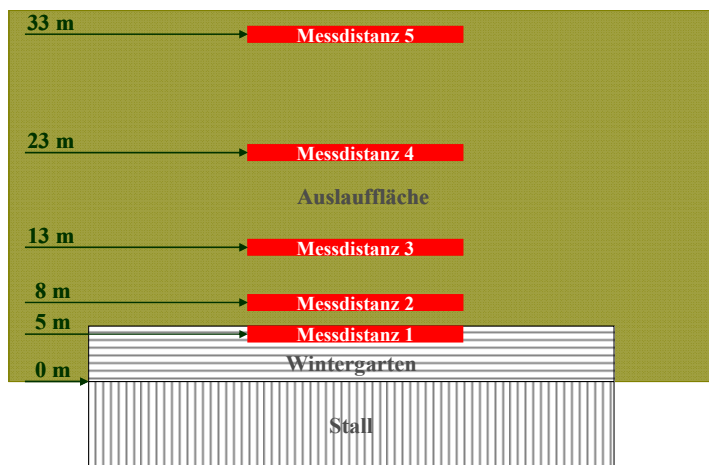 33 m
Messdistanz 5
23 m
Messdistanz 4
Auslauffläche
13 m
Messdistanz 3
8 m
Messdistanz 2
5 m
Messdistanz 1
Wintergarten
0 m
Stall